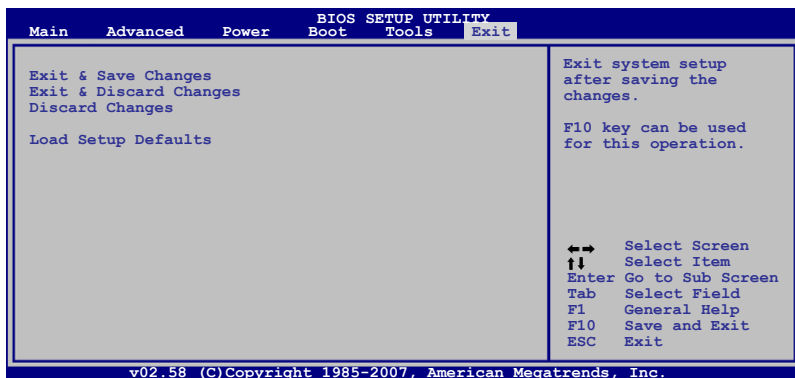 BIOS SETUP UTILITY
Main Advanced Power Boot Tools Exit
Exit & Save Changes
Exit & Discard Changes
Discard Changes
Load Setup Defaults
Exit system setup
after saving the
changes.
F10 key can be used
for this operation.
←→ Select Screen
↑↓ Select Item
Enter Go to Sub Screen
Tab Select Field
F1 General Help
F10 Save and Exit
ESC Exit
v02.58 (C)Copyright 1985-2007, American Megatrends, Inc.